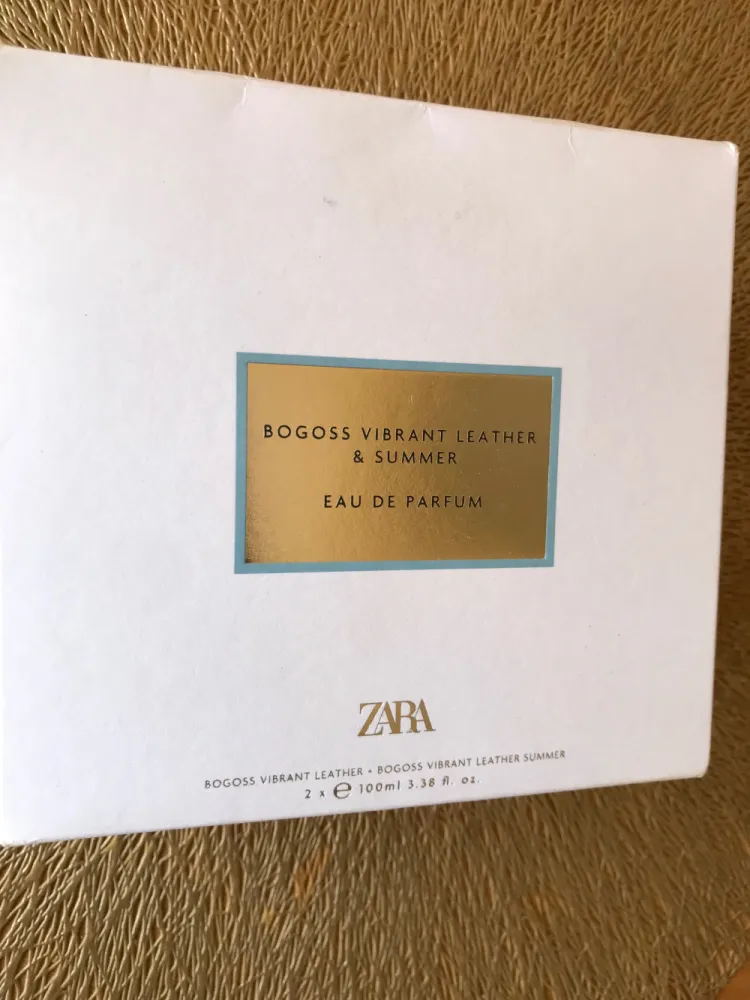 BOGOSS VIBRANT LEATHER
& SUMMER
EAU DE PARFUM
ZARA
BOGOSS VIBRANT LEATHER • BOGOSS VIBRANT LEATHER SUMMER
2 x ℮ 100ml 3.38 fl. oz.